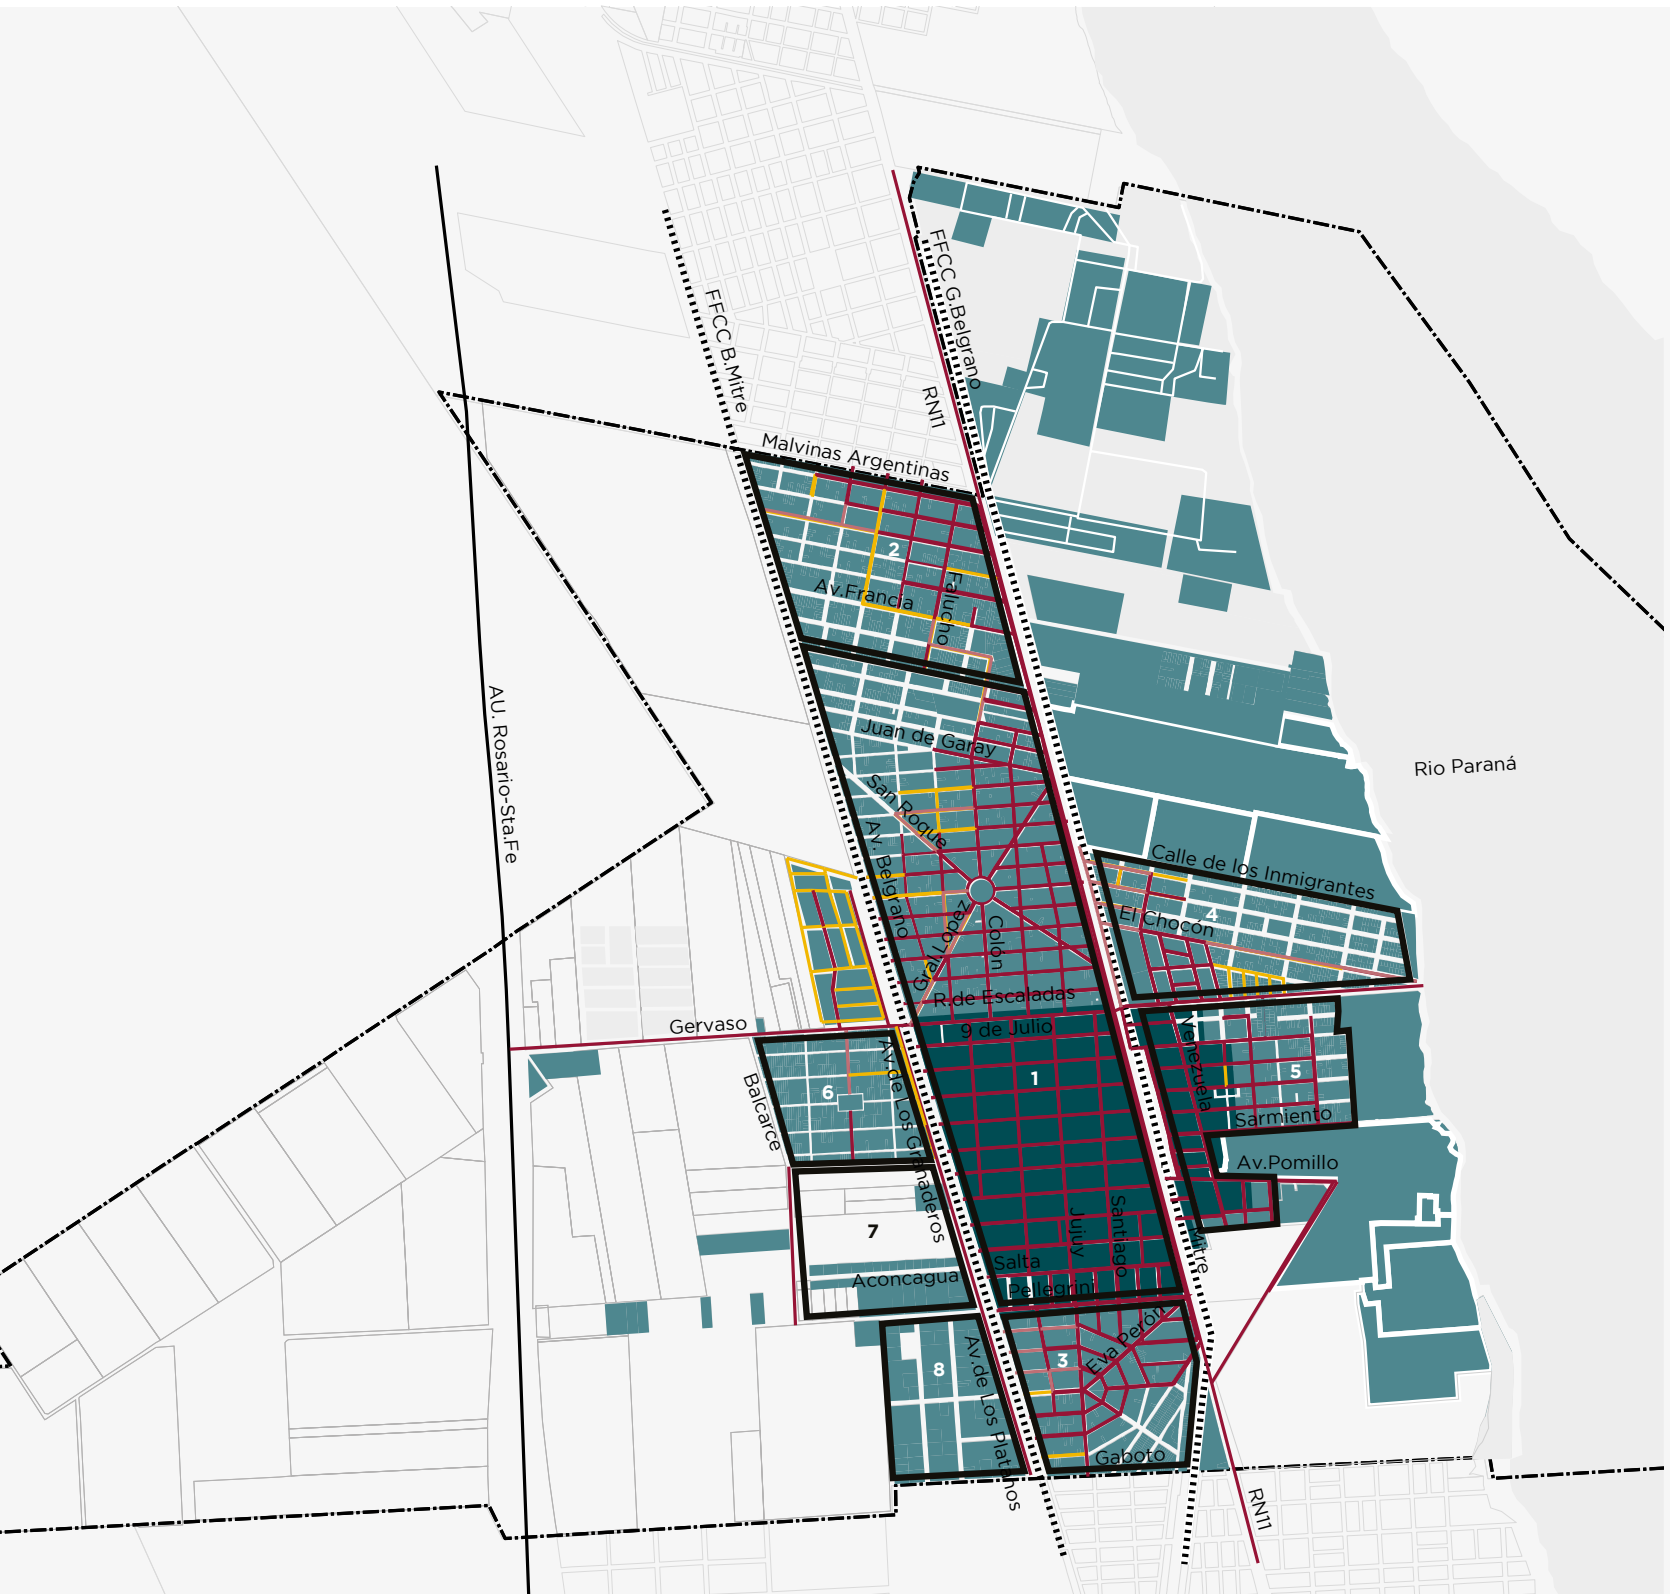 FFCC G.Belgrano
FFCC B.Mitre
RN11
Malvinas Argentinas
2
Av.Francia
Falucho
Juan de Garay
AU. Rosario-Sta.Fe
San Roque
Rio Paraná
Av. Belgrano
Calle de los Inmigrantes
4
El Chocón
Gral.Lopez
Colón
R.de Escaladas
Gervaso
9 de Julio
Venezuela
Av.de Los Granaderos
1
5
6
Balcarce
Sarmiento
Av.Pomillo
7
Jujuy
Santiago
Mitre
Salta
Aconcagua
Pellegrini
Eva Perón
3
8
Av.de Los Platanos
Gaboto
RN11